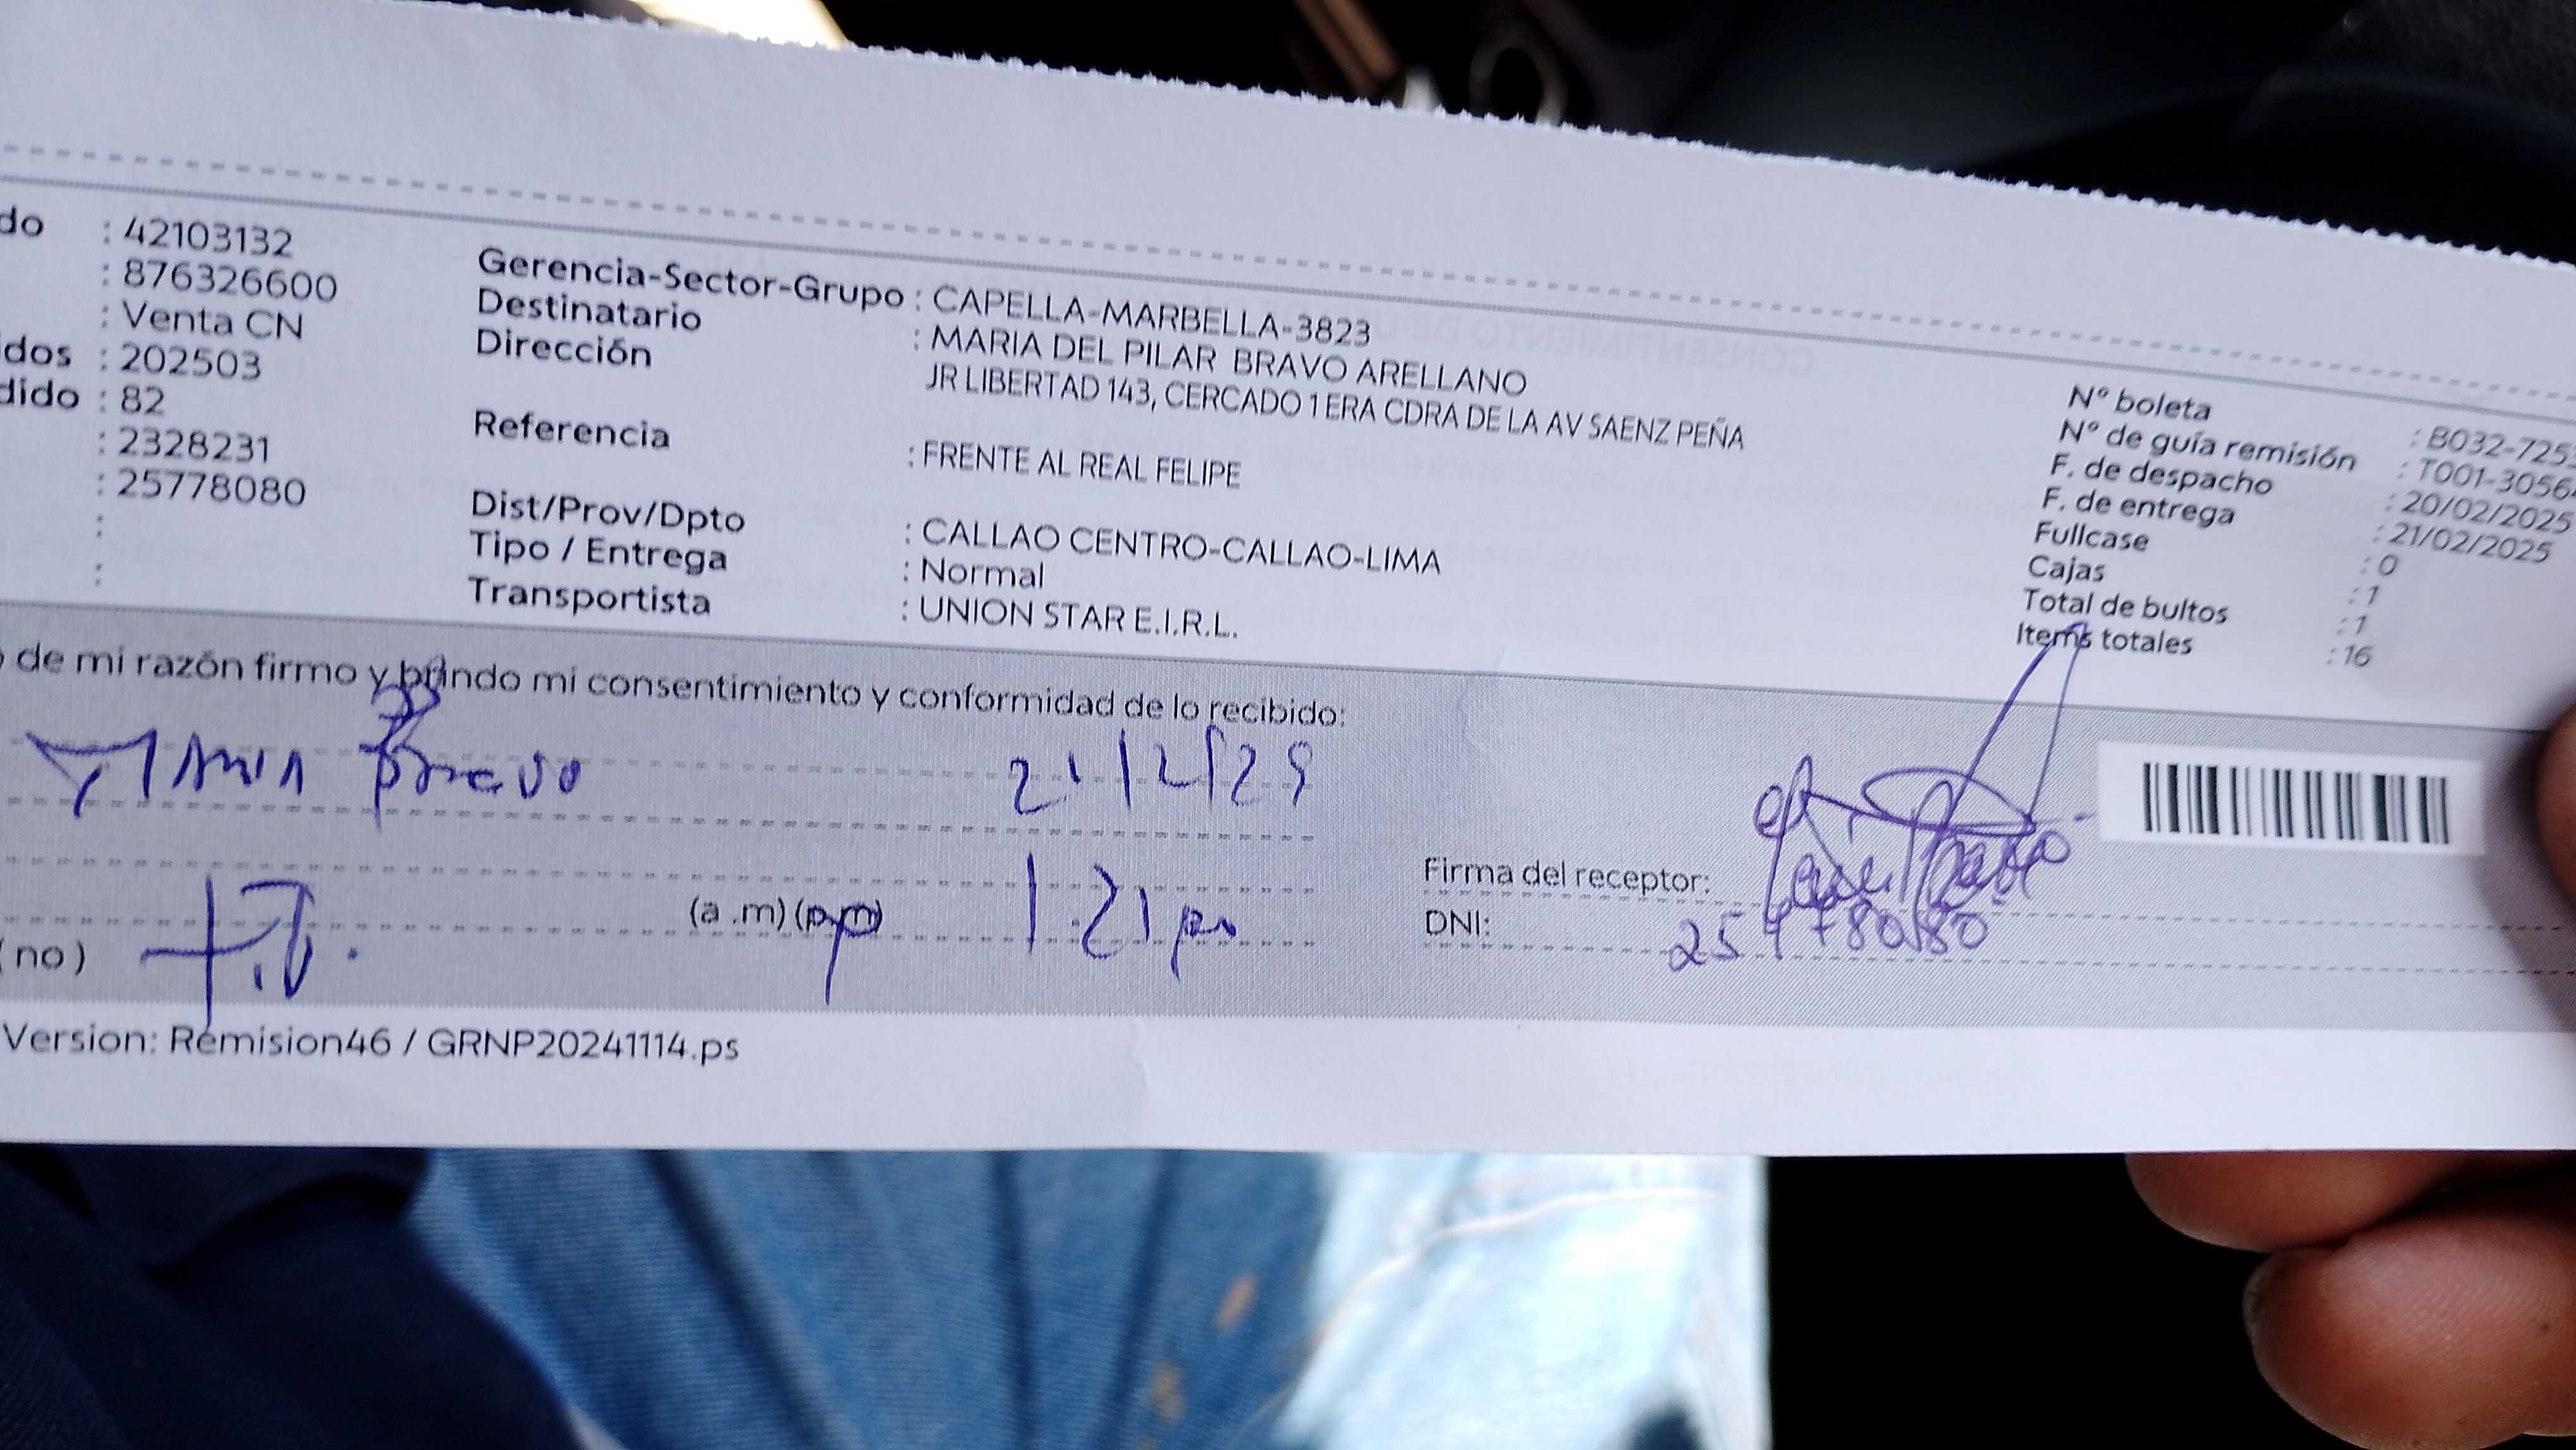 do : 42103132
: 876326600
: Venta CN
idos : 202503
dido : 82
: 2328231
: 25778080
:
:
Gerencia-Sector-Grupo : CAPELLA-MARBELLA-3823
Destinatario : MARIA DEL PILAR BRAVO ARELLANO
Dirección JR LIBERTAD 143, CERCADO 1 ERA CDRA DE LA AV SAENZ PEÑA
Referencia : FRENTE AL REAL FELIPE
Dist/Prov/Dpto : CALLAO CENTRO-CALLAO-LIMA
Tipo / Entrega : Normal
Transportista : UNION STAR E.I.R.L.
Nº boleta : B032-725
Nº de guía remisión : T001-3056
F. de despacho : 20/02/2025
F. de entrega : 21/02/2025
Fullcase : 0
Cajas : 1
Total de bultos : 1
Items totales : 16
de mi razón firmo y brindo mi consentimiento y conformidad de lo recibido:
Maria Bravo 21/2/25
(a .m) (p.m) 1:21 pm
Firma del receptor:
DNI: 25778080
( no ) T.T.
Version: Remision46 / GRNP20241114.ps